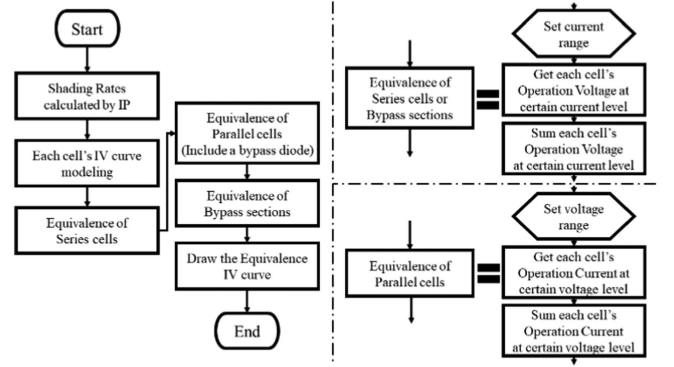 Start
Shading Rates
calculated by IP
Each cell's IV curve
modeling
Equivalence of
Series cells
Equivalence of
Parallel cells
(Include a bypass diode)
Equivalence of
Bypass sections
Draw the Equivalence
IV curve
End
Equivalence of
Series cells or
Bypass sections
Set current
range
Get each cell's
Operation Voltage at
certain current level
Sum each cell's
Operation Voltage
at certain current level
Equivalence of
Parallel cells
Set voltage
range
Get each cell's
Operation Current at
certain voltage level
Sum each cell's
Operation Current
at certain voltage level